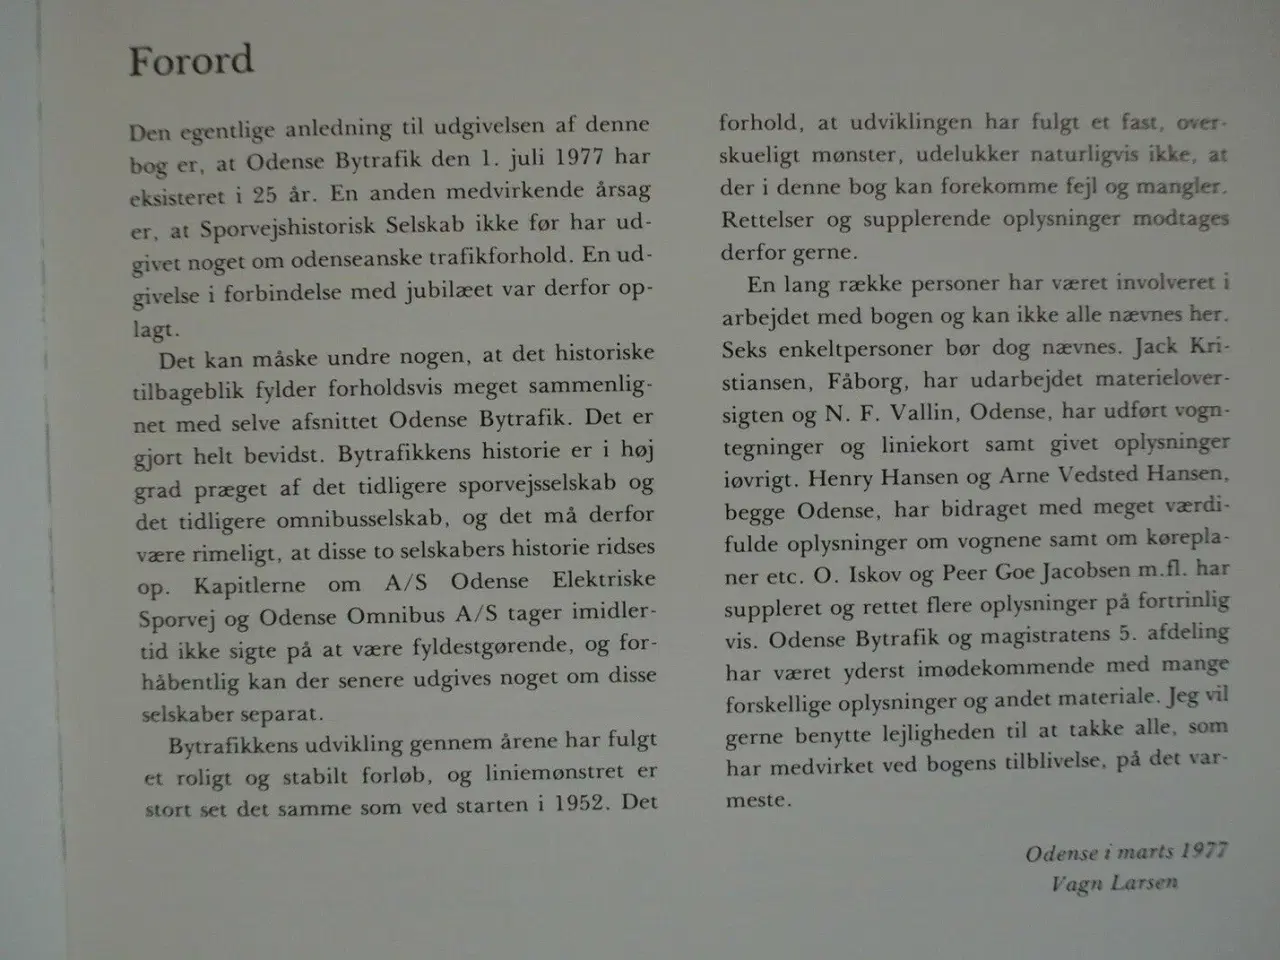 Forord
Den egentlige anledning til udgivelsen af denne
bog er, at Odense Bytrafik den 1. juli 1977 har
eksisteret i 25 år. En anden medvirkende årsag
er, at Sporvejshistorisk Selskab ikke før har ud-
givet noget om odenseanske trafikforhold. En ud-
givelse i forbindelse med jubilæet var derfor op-
lagt.
Det kan måske undre nogen, at det historiske
tilbageblik fylder forholdsvis meget sammenlig-
net med selve afsnittet Odense Bytrafik. Det er
gjort helt bevidst. Bytrafikkens historie er i høj
grad præget af det tidligere sporvejsselskab og
det tidligere omnibusselskab, og det må derfor
være rimeligt, at disse to selskabers historie ridses
op. Kapitlerne om A/S Odense Elektriske
Sporvej og Odense Omnibus A/S tager imidler-
tid ikke sigte på at være fyldestgørende, og for-
håbentlig kan der senere udgives noget om disse
selskaber separat.
Bytrafikkens udvikling gennem årene har fulgt
et roligt og stabilt forløb, og liniemønstret er
stort set det samme som ved starten i 1952. Det
forhold, at udviklingen har fulgt et fast, over-
skueligt mønster, udelukker naturligvis ikke, at
der i denne bog kan forekomme fejl og mangler.
Rettelser og supplerende oplysninger modtages
derfor gerne.
En lang række personer har været involveret i
arbejdet med bogen og kan ikke alle nævnes her.
Seks enkeltpersoner bør dog nævnes. Jack Kri-
stiansen, Fåborg, har udarbejdet materielover-
sigten og N. F. Vallin, Odense, har udført vogn-
tegninger og liniekort samt givet oplysninger
iøvrigt. Henry Hansen og Arne Vedsted Hansen,
begge Odense, har bidraget med meget værdi-
fulde oplysninger om vognene samt om kørepla-
ner etc. O. Iskov og Peer Goe Jacobsen m.fl. har
suppleret og rettet flere oplysninger på fortrinlig
vis. Odense Bytrafik og magistratens 5. afdeling
har været yderst imødekommende med mange
forskellige oplysninger og andet materiale. Jeg vil
gerne benytte lejligheden til at takke alle, som
har medvirket ved bogens tilblivelse, på det var-
meste.
Odense i marts 1977
Vagn Larsen